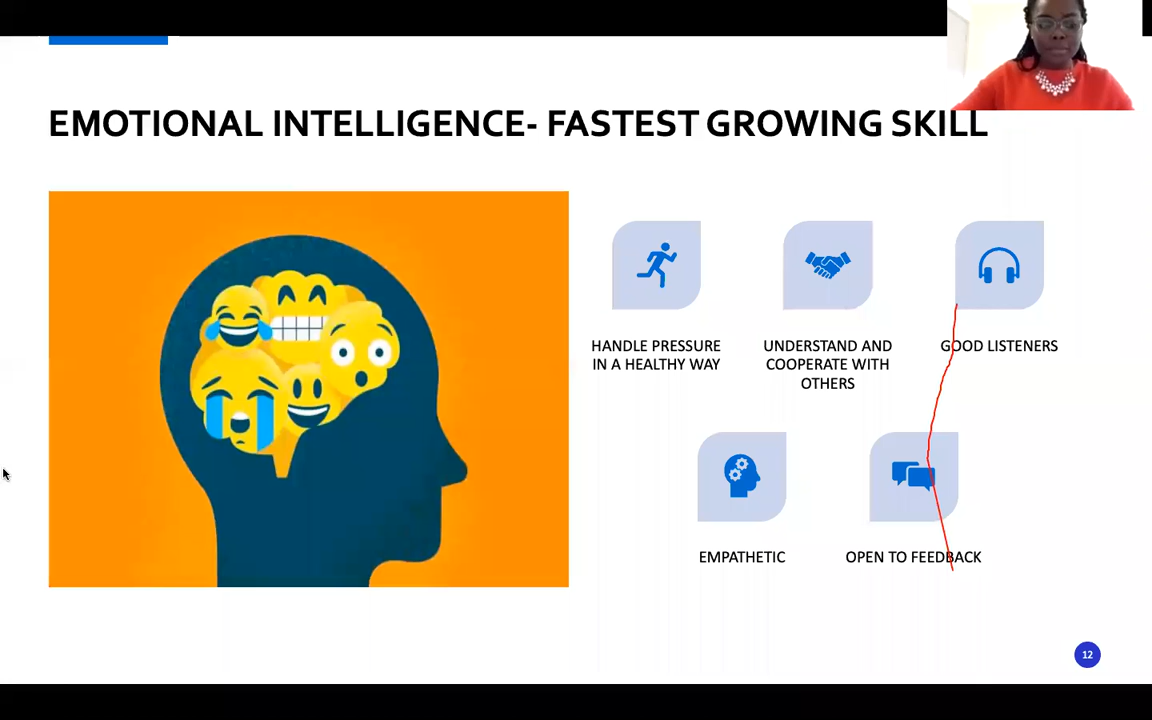 EMOTIONAL INTELLIGENCE- FASTEST GROWING SKILL
HANDLE PRESSURE
IN A HEALTHY WAY
UNDERSTAND AND
COOPERATE WITH
OTHERS
GOOD LISTENERS
EMPATHETIC
OPEN TO FEEDBACK
12